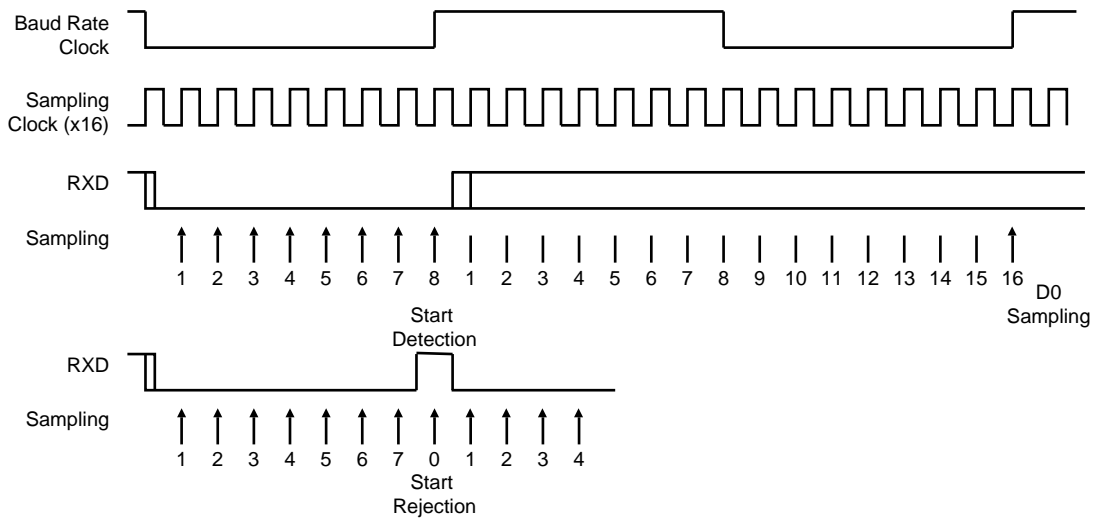 Baud Rate
Clock
Sampling
Clock (x16)
RXD
Sampling
1 2 3 4 5 6 7 8 1 2 3 4 5 6 7 8 9 10 11 12 13 14 15 16
D0
Sampling
Start
Detection
RXD
Sampling
1 2 3 4 5 6 7 0 1 2 3 4
Start
Rejection